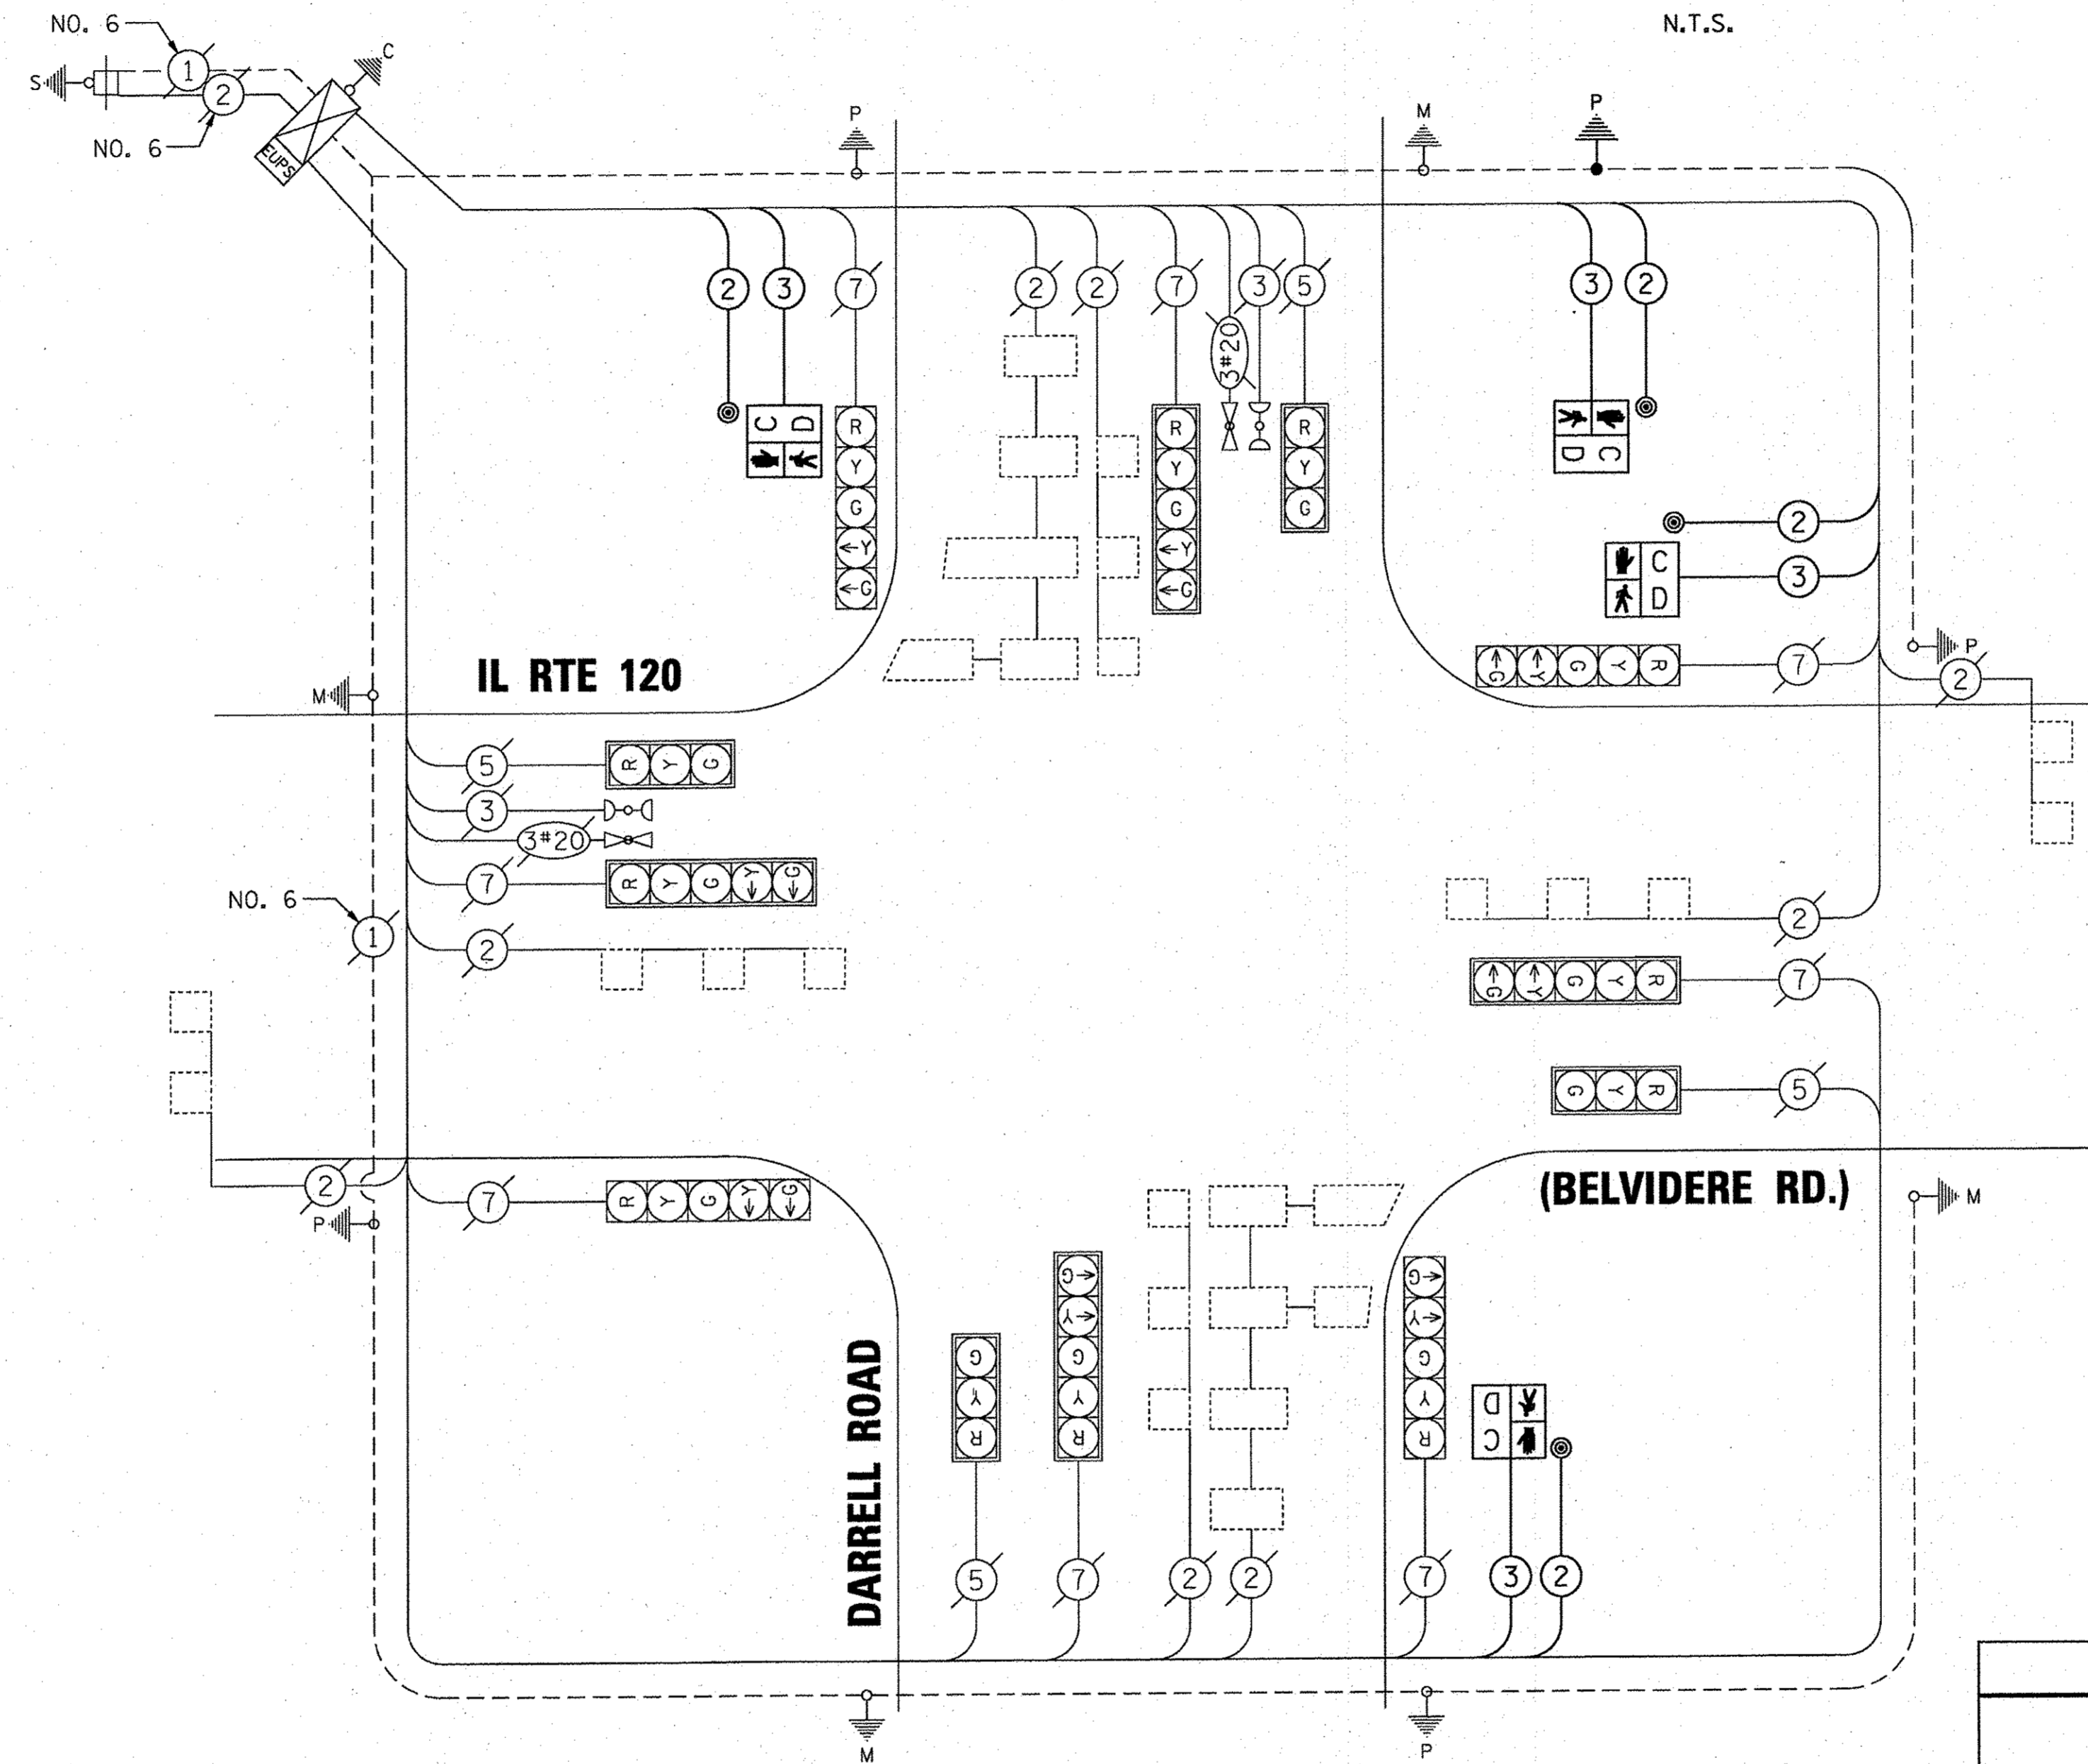 N.T.S.
NO. 6
1
2
NO. 6
S
C
EUPS
P
M
P
2
3
7
2
2
7
3#20
3
5
3
2
C D
R
Y
G
←Y
←G
R
Y
G
←Y
←G
R
Y
G
D C
2
C
D
3
IL RTE 120
←G ←Y G Y R
7
P
2
M
5
R Y G
3
3#20
7
R Y G ←Y ←G
NO. 6
1
2
2
←G ←Y G Y R
7
G Y R
5
2
P
7
R Y G ←Y ←G
(BELVIDERE RD.)
M
DARRELL ROAD
G
Y
R
←G
←Y
G
Y
R
←G
←Y
G
Y
R
D
C
5
7
2
2
7
3
2
M
P